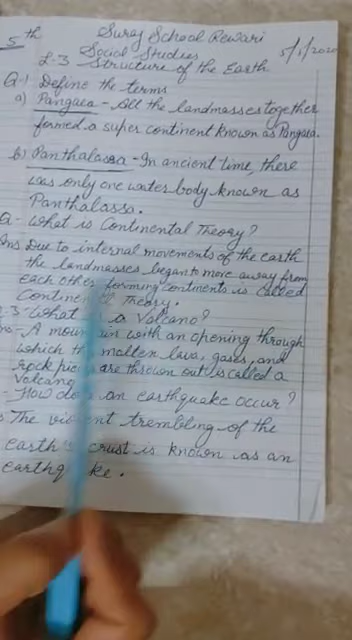 5th Suraj School Rewari 5/1/2020
Social Studies
L-3 Structure of the Earth
Q-1 Define the terms
a) Pangaea - All the landmasses together
formed a super continent known as Pangaea.
b) Panthalassa - In ancient time, there
was only one water body known as
Panthalassa.
Q- What is Continental Theory?
Ans Due to internal movements of the earth
the landmasses began to move away from
each other forming continents is called
Theory.
3 What a Volcano?
A with an opening through
which molten lava, gases, and
rock are thrown out is called a
Volcano
How an earthquake occur?
The trembling of the
earth crust is known as an